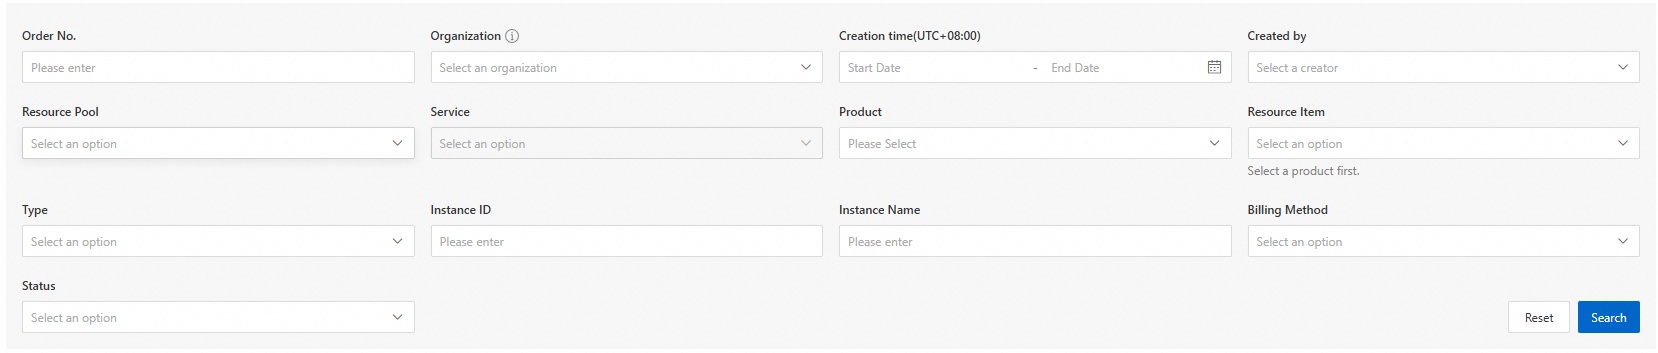 Order No.
Organization
Creation time(UTC+08:00)
Created by
Please enter
Select an organization
Start Date - End Date
Select a creator
Resource Pool
Service
Product
Resource Item
Select an option
Select an option
Please Select
Select an option
Select a product first.
Type
Instance ID
Instance Name
Billing Method
Select an option
Please enter
Please enter
Select an option
Status
Select an option
Reset
Search